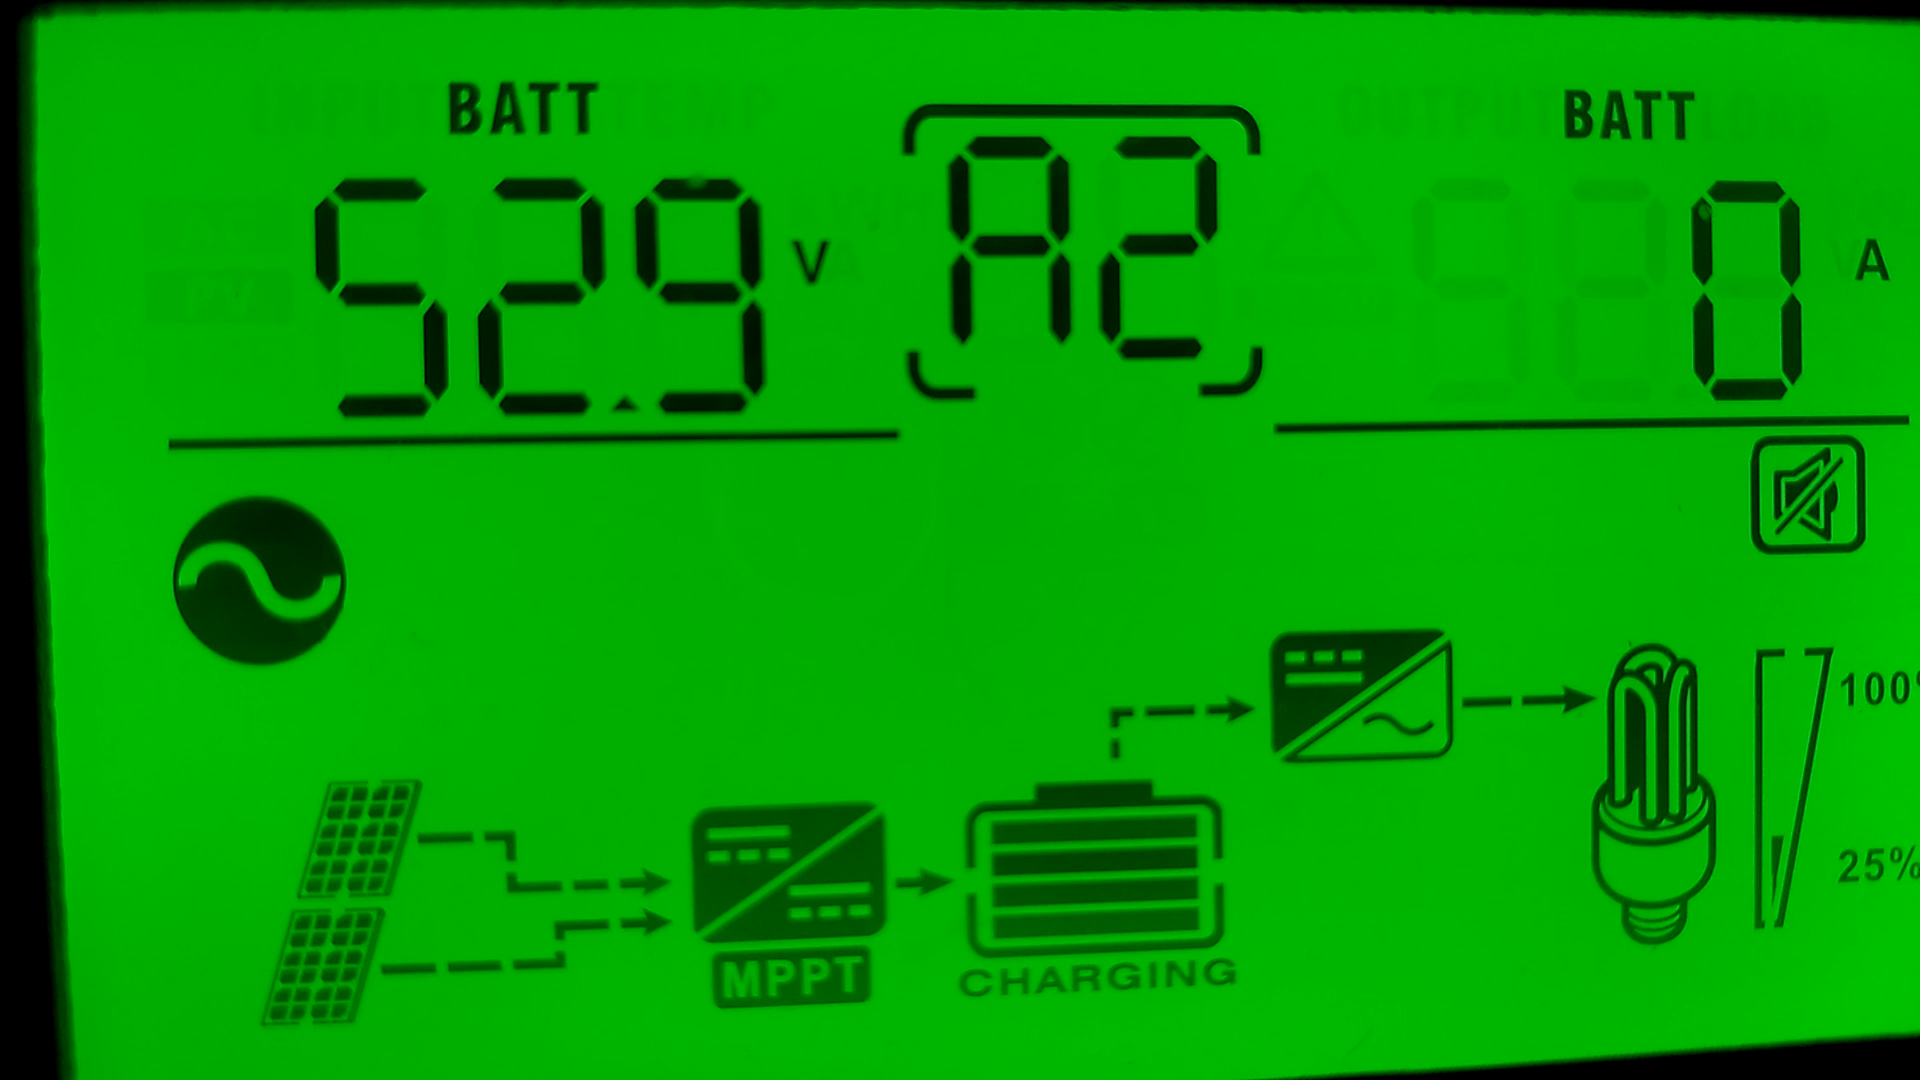 BATT BATT
52.9 V A2 0 A
100%
25%
MPPT
CHARGING